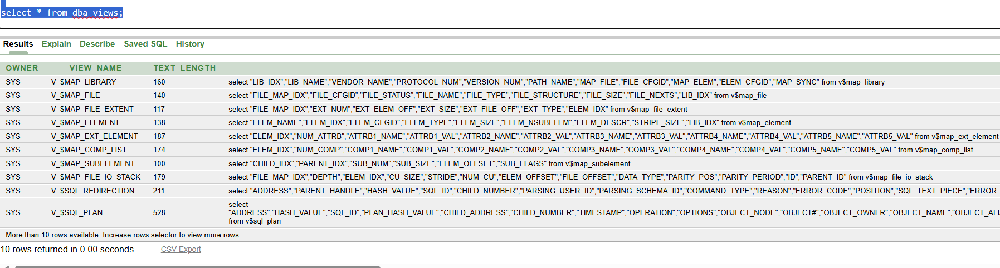 select * from dba_views;
Results Explain Describe Saved SQL History
OWNER VIEW_NAME TEXT_LENGTH
SYS V_$MAP_LIBRARY 160 select "LIB_IDX","LIB_NAME","VENDOR_NAME","PROTOCOL_NUM","VERSION_NUM","PATH_NAME","MAP_FILE","FILE_CFGID","MAP_ELEM","ELEM_CFGID","MAP_SYNC" from v$map_library
SYS V_$MAP_FILE 140 select "FILE_MAP_IDX","FILE_CFGID","FILE_STATUS","FILE_NAME","FILE_TYPE","FILE_STRUCTURE","FILE_SIZE","FILE_NEXTS","LIB_IDX" from v$map_file
SYS V_$MAP_FILE_EXTENT 117 select "FILE_MAP_IDX","EXT_NUM","EXT_ELEM_OFF","EXT_SIZE","EXT_FILE_OFF","EXT_TYPE","ELEM_IDX" from v$map_file_extent
SYS V_$MAP_ELEMENT 138 select "ELEM_NAME","ELEM_IDX","ELEM_CFGID","ELEM_TYPE","ELEM_SIZE","ELEM_NSUBELEM","ELEM_DESCR","STRIPE_SIZE","LIB_IDX" from v$map_element
SYS V_$MAP_EXT_ELEMENT 187 select "ELEM_IDX","NUM_ATTRB","ATTRB1_NAME","ATTRB1_VAL","ATTRB2_NAME","ATTRB2_VAL","ATTRB3_NAME","ATTRB3_VAL","ATTRB4_NAME","ATTRB4_VAL","ATTRB5_NAME","ATTRB5_VAL" from v$map_ext_element
SYS V_$MAP_COMP_LIST 174 select "ELEM_IDX","NUM_COMP","COMP1_NAME","COMP1_VAL","COMP2_NAME","COMP2_VAL","COMP3_NAME","COMP3_VAL","COMP4_NAME","COMP4_VAL","COMP5_NAME","COMP5_VAL" from v$map_comp_list
SYS V_$MAP_SUBELEMENT 100 select "CHILD_IDX","PARENT_IDX","SUB_NUM","SUB_SIZE","ELEM_OFFSET","SUB_FLAGS" from v$map_subelement
SYS V_$MAP_FILE_IO_STACK 179 select "FILE_MAP_IDX","DEPTH","ELEM_IDX","CU_SIZE","STRIDE","NUM_CU","ELEM_OFFSET","FILE_OFFSET","DATA_TYPE","PARITY_POS","PARITY_PERIOD","ID","PARENT_ID" from v$map_file_io_stack
SYS V_$SQL_REDIRECTION 211 select "ADDRESS","PARENT_HANDLE","HASH_VALUE","SQL_ID","CHILD_NUMBER","PARSING_USER_ID","PARSING_SCHEMA_ID","COMMAND_TYPE","REASON","ERROR_CODE","POSITION","SQL_TEXT_PIECE","ERROR_
select
SYS V_$SQL_PLAN 528 "ADDRESS","HASH_VALUE","SQL_ID","PLAN_HASH_VALUE","CHILD_ADDRESS","CHILD_NUMBER","TIMESTAMP","OPERATION","OPTIONS","OBJECT_NODE","OBJECT#","OBJECT_OWNER","OBJECT_NAME","OBJECT_ALI
from v$sql_plan
More than 10 rows available. Increase rows selector to view more rows.
10 rows returned in 0.00 seconds CSV Export